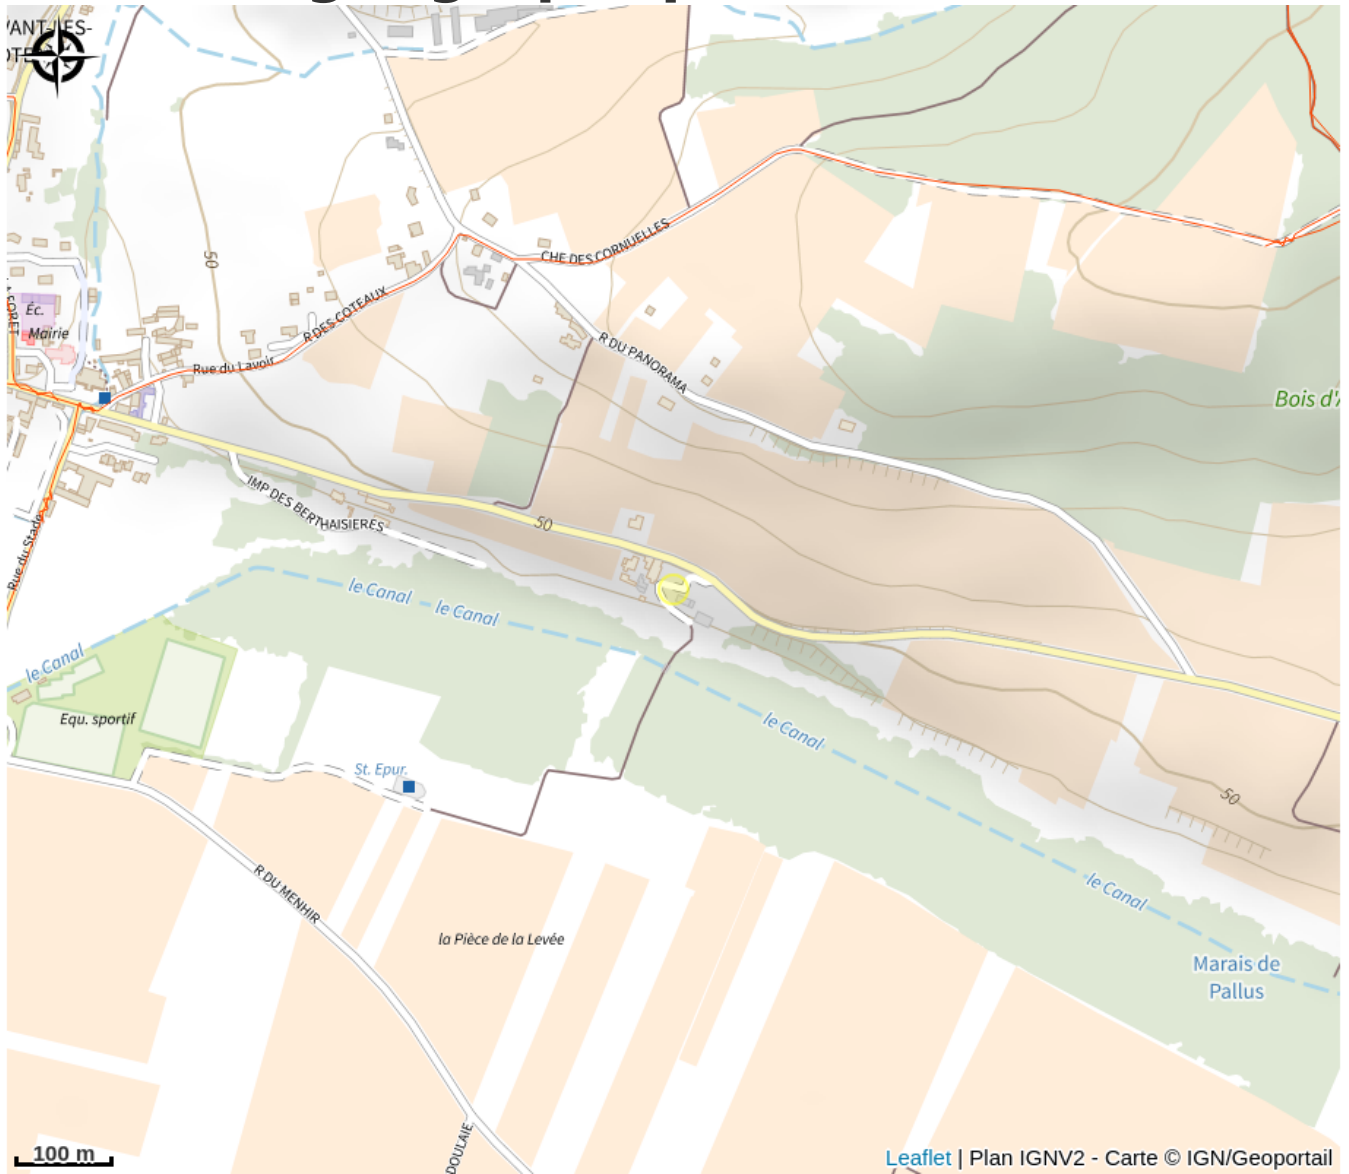 50
CHE DES CORNUELLES
Éc.
Mairie
R DES COTEAUX
Rue du Lavoir
R DU PANORAMA
Bois d'
IMP DES BERTHAISIERES
50
Rue du Stade
le Canal
le Canal
le Canal
Equ. sportif
le Canal
St. Epur.
50
R DU MENHIR
le Canal
la Pièce de la Levée
Marais de
Pallus
DOULAIE
100 m
Leaflet | Plan IGNV2 - Carte © IGN/Geoportail